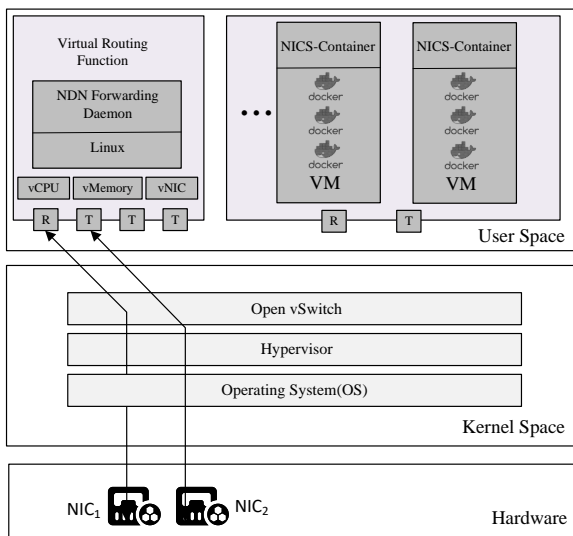 Virtual Routing
Function
NDN Forwarding
Daemon
Linux
vCPU
vMemory
vNIC
R
T
T
T
NICS-Container
docker
docker
docker
VM
NICS-Container
docker
docker
docker
VM
R
T
User Space
Open vSwitch
Hypervisor
Operating System(OS)
Kernel Space
NIC1
NIC2
Hardware